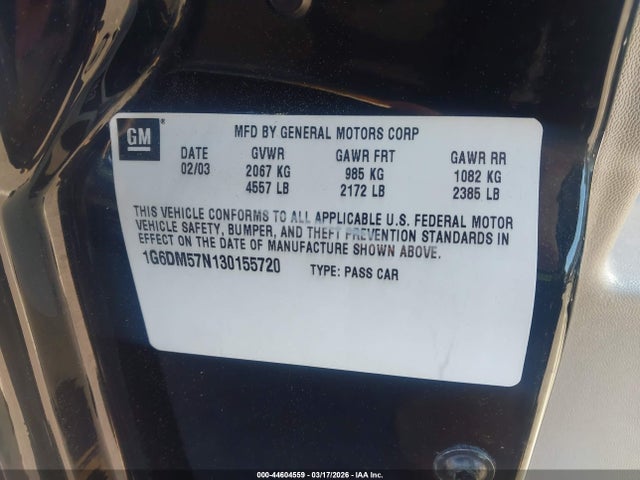 GM ®
MFD BY GENERAL MOTORS CORP
DATE GVWR GAWR FRT GAWR RR
02/03 2067 KG 985 KG 1082 KG
4557 LB 2172 LB 2385 LB
THIS VEHICLE CONFORMS TO ALL APPLICABLE U.S. FEDERAL MOTOR
VEHICLE SAFETY, BUMPER, AND THEFT PREVENTION STANDARDS IN
EFFECT ON THE DATE OF MANUFACTURE SHOWN ABOVE.
1G6DM57N130155720 TYPE: PASS CAR
000-44604559 - 03/17/2026 - IAA Inc.